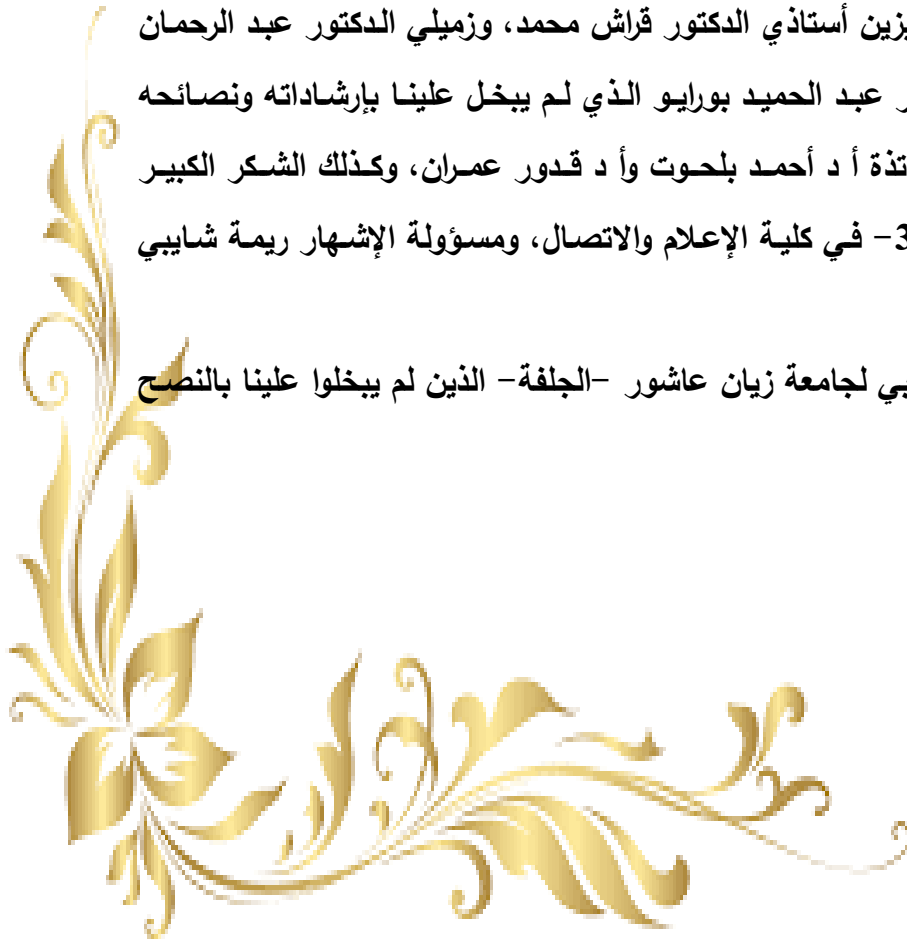 يزين أستاذي الدكتور قراش محمد، وزميلي الدكتور عبد الرحمان
ر عبد الحميد بورايو الذي لم يبخل علينا بإرشاداته ونصائحه
تذة أ د أحمد بلحوت وأ د قدور عمران، وكذلك الشكر الكبير
3- في كلية الإعلام والاتصال، ومسؤولة الإشهار ريمة شايبي
بي لجامعة زيان عاشور -الجلفة- الذين لم يبخلوا علينا بالنصح